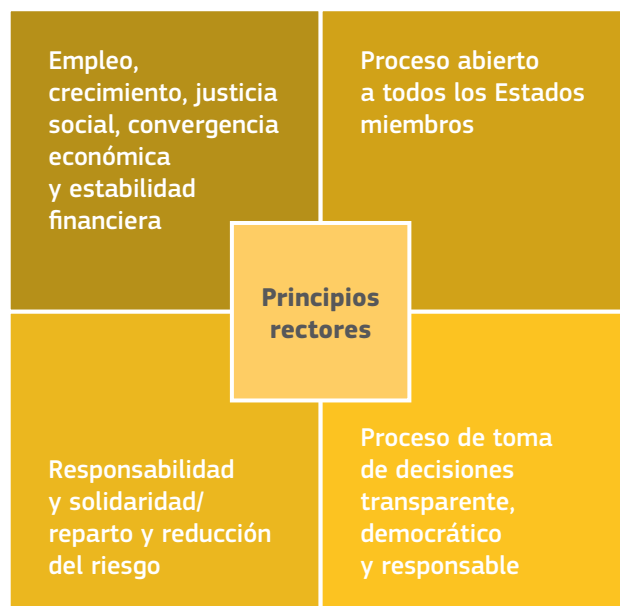 Empleo,
crecimiento, justicia
social, convergencia
económica
y estabilidad
financiera
Proceso abierto
a todos los Estados
miembros
Principios
rectores
Responsabilidad
y solidaridad/
reparto y reducción
del riesgo
Proceso de toma
de decisiones
transparente,
democrático
y responsable